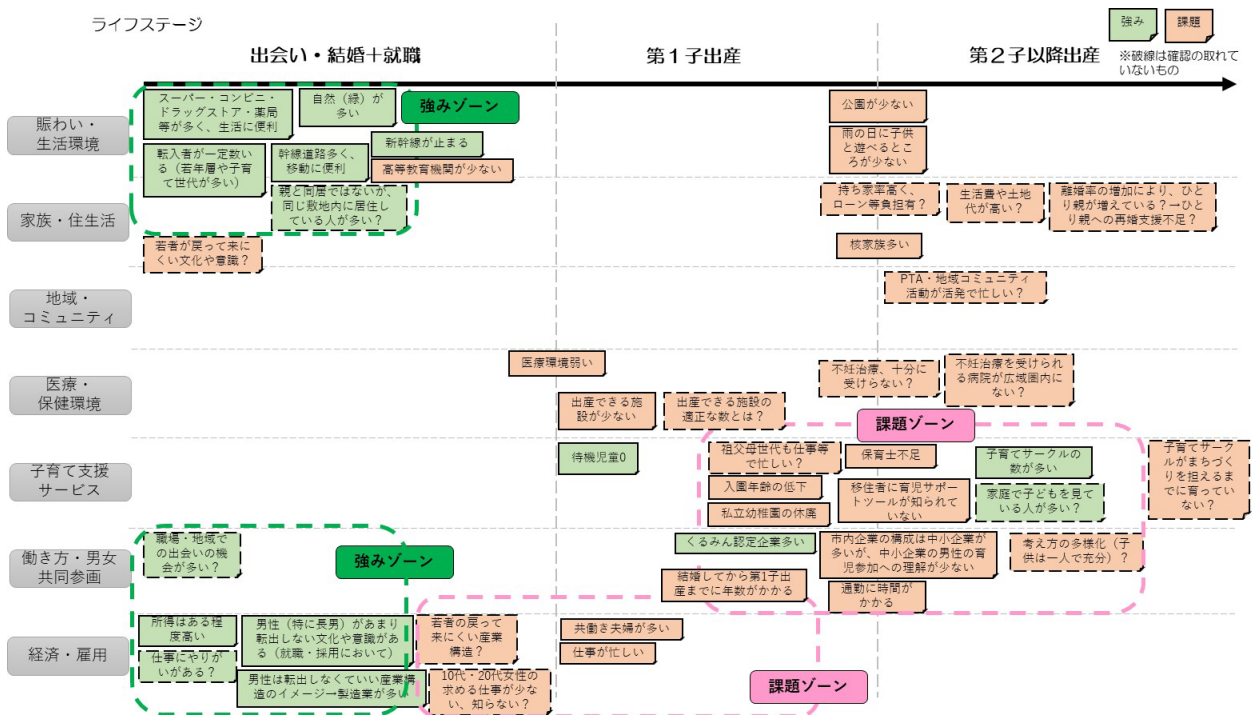 ライフステージ
強み
課題
※破線は確認の取れて
いないもの
出会い・結婚＋就職
第１子出産
第２子以降出産
賑わい・
生活環境
スーパー・コンビニ・
ドラッグストア・薬局
等が多く、生活に便利
自然（緑）が
多い
強みゾーン
転入者が一定数い
る（若年層や子育
て世代が多い）
幹線道路多く、
移動に便利
新幹線が止まる
高等教育機関が少ない
公園が少ない
雨の日に子供
と遊べるとこ
ろが少ない
家族・住生活
親と同居ではないが、
同じ敷地内に居住し
ている人が多い？
若者が戻って来に
くい文化や意識？
持ち家率高く、
ローン等負担有？
生活費や土地
代が高い？
離婚率の増加により、ひと
り親が増えている？→ひと
り親への再婚支援不足？
核家族多い
地域・
コミュニティ
PTA・地域コミュニティ
活動が活発で忙しい？
医療・
保健環境
医療環境弱い
出産できる施
設が少ない
出産できる施設の
適正な数とは？
不妊治療、十分に
受けらない？
不妊治療を受けられ
る病院が広域圏内に
ない？
課題ゾーン
子育て支援
サービス
待機児童0
祖父母世代も仕事等
で忙しい？
入園年齢の低下
私立幼稚園の休廃
保育士不足
移住者に育児サポー
トツールが知られて
いない
子育てサークルの
数が多い
家庭で子どもを見て
いる人が多い？
子育てサーク
ルがまちづく
りを担えるま
でに育ってい
ない？
働き方・男女
共同参画
職場・地域で
の出会いの機
会が多い？
強みゾーン
くるみん認定企業多い
結婚してから第1子出
産までに年数がかかる
市内企業の構成は中小企業が
多いが、中小企業の男性の育
児参加への理解が少ない
通勤に時間が
かかる
考え方の多様化（子
供は一人で充分）？
経済・雇用
所得はある程
度高い
仕事にやりが
いがある？
男性（特に長男）があまり
転出しない文化や意識があ
る（就職・採用において）
男性は転出しなくていい産業構
造のイメージ→製造業が多い
若者の戻って
来にくい産業
構造？
10代・20代女性の
求める仕事が少な
い、知らない？
共働き夫婦が多い
仕事が忙しい
課題ゾーン